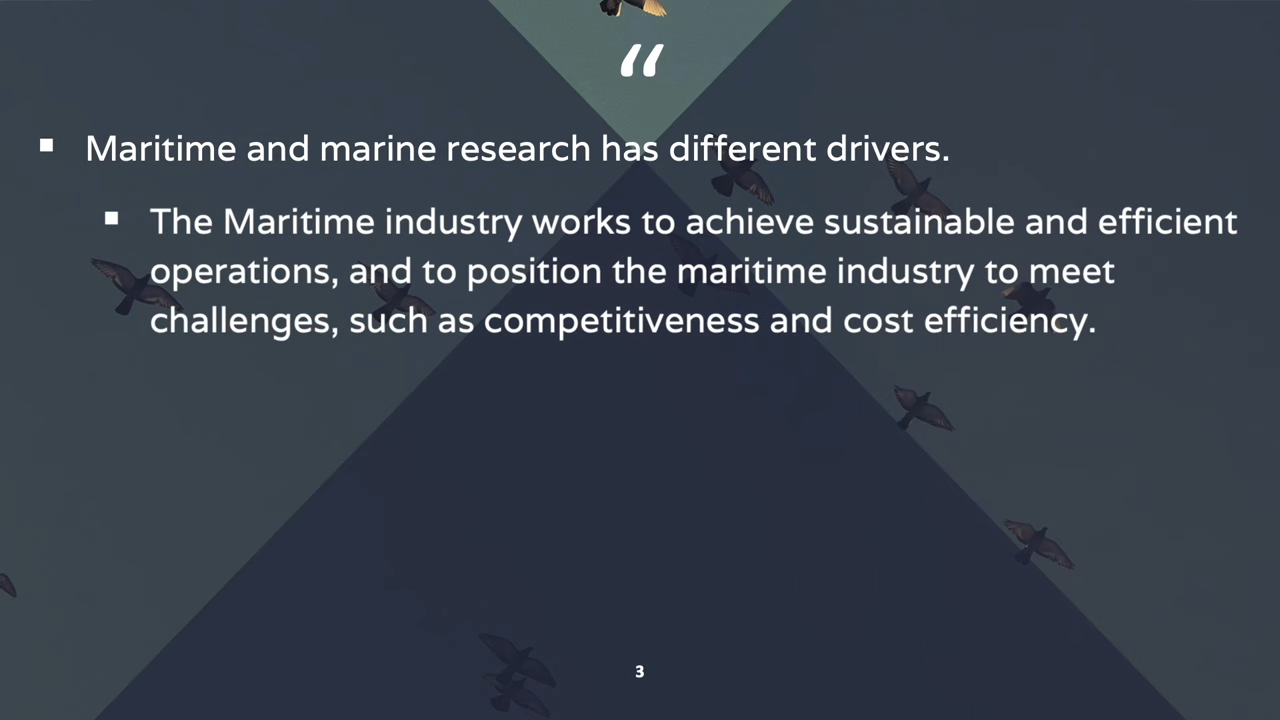 “
▪ Maritime and marine research has different drivers.
▪ The Maritime industry works to achieve sustainable and efficient
operations, and to position the maritime industry to meet
challenges, such as competitiveness and cost efficiency.
3